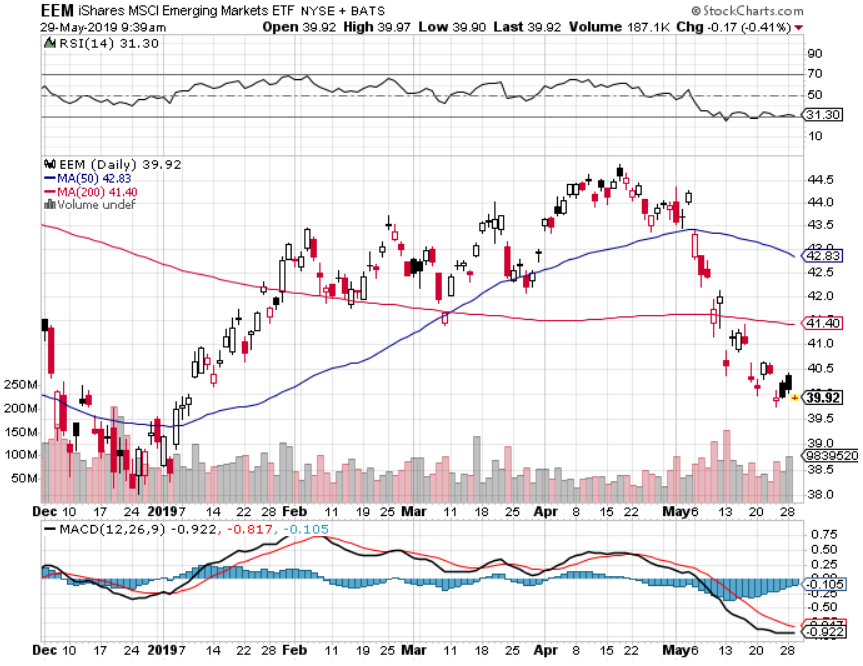 EEM iShares MSCI Emerging Markets ETF NYSE + BATS
© StockCharts.com
29-May-2019 9:39am
Open 39.92 High 39.97 Low 39.90 Last 39.92 Volume 187.1K Chg -0.17 (-0.41%)
RSI(14) 31.30
90
70
50
31.30
10
EEM (Daily) 39.92
MA(50) 42.83
MA(200) 41.40
Volume undef
44.5
44.0
43.5
43.0
42.83
42.5
42.0
41.40
41.0
40.5
39.92
39.5
39.0
9839520
38.5
38.0
250M
200M
150M
100M
50M
Dec 10 17 24 2019 7 14 22 28 Feb 11 19 25 Mar 11 18 25 Apr 8 15 22 May 6 13 20 28
MACD(12,26,9) -0.922, -0.817, -0.105
0.75
0.50
0.25
0.00
-0.105
-0.25
-0.50
-0.922
Dec 10 17 24 2019 7 14 22 28 Feb 11 19 25 Mar 11 18 25 Apr 8 15 22 May 6 13 20 28